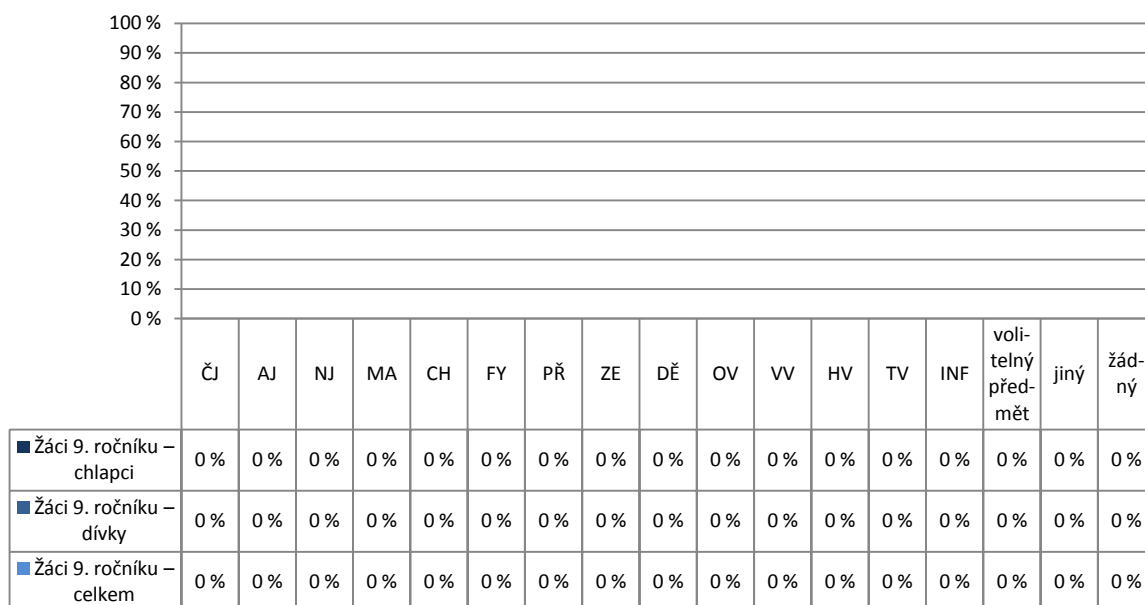 100 %
90 %
80 %
70 %
60 %
50 %
40 %
30 %
20 %
10 %
0 %
ČJ AJ NJ MA CH FY PŘ ZE DĚ OV VV HV TV INF voli-
telný
před-
mět jiný žád-
ný
Žáci 9. ročníku –
chlapci 0 % 0 % 0 % 0 % 0 % 0 % 0 % 0 % 0 % 0 % 0 % 0 % 0 % 0 % 0 % 0 % 0 %
Žáci 9. ročníku –
dívky 0 % 0 % 0 % 0 % 0 % 0 % 0 % 0 % 0 % 0 % 0 % 0 % 0 % 0 % 0 % 0 % 0 %
Žáci 9. ročníku –
celkem 0 % 0 % 0 % 0 % 0 % 0 % 0 % 0 % 0 % 0 % 0 % 0 % 0 % 0 % 0 % 0 % 0 %